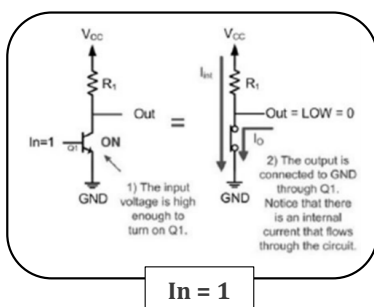 Vcc Vcc
R1 Iint R1
Out = Out = LOW = 0
In=1 Q1 ON IO
GND GND
1) The input
voltage is high
enough to
turn on Q1.
2) The output is
connected to GND
through Q1.
Notice that there
is an internal
current that flows
through the circuit.
In = 1